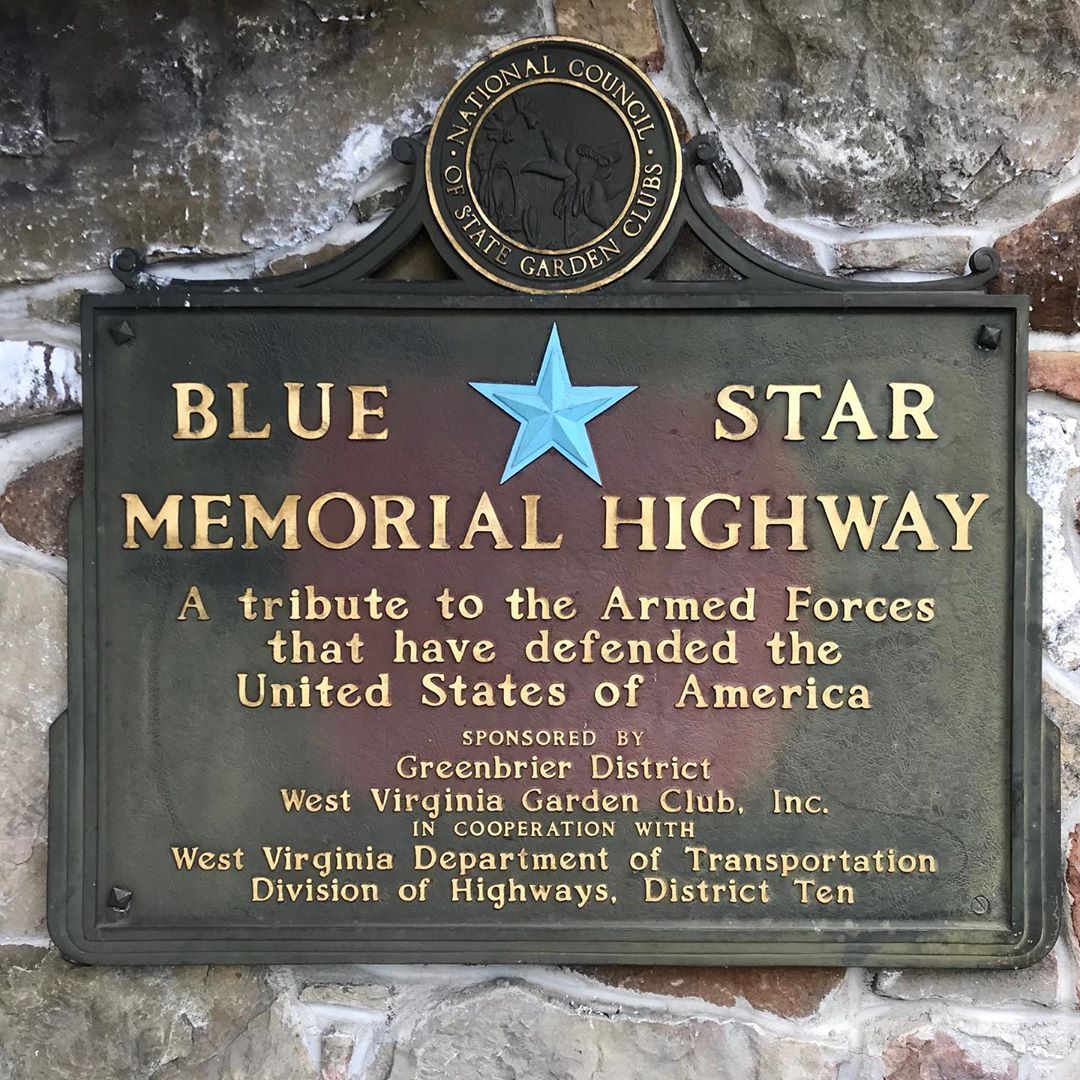 · NATIONAL COUNCIL ·
OF STATE GARDEN CLUBS
BLUE STAR
MEMORIAL HIGHWAY
A tribute to the Armed Forces
that have defended the
United States of America
SPONSORED BY
Greenbrier District
West Virginia Garden Club, Inc.
IN COOPERATION WITH
West Virginia Department of Transportation
Division of Highways, District Ten